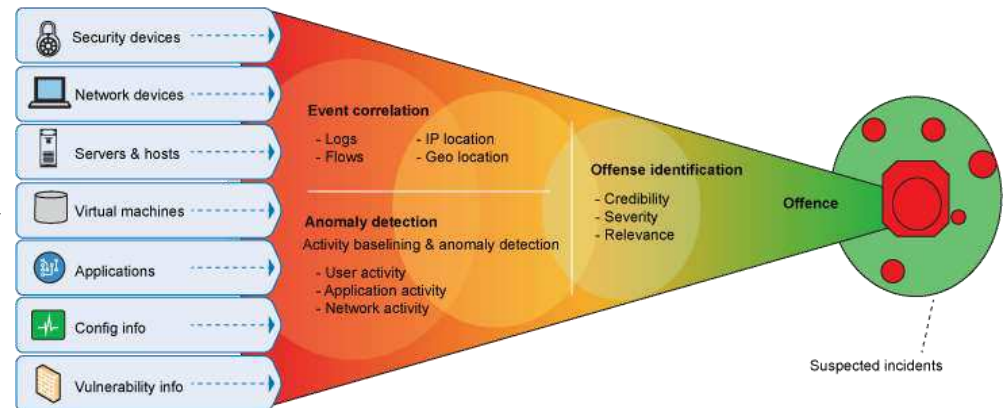 Security devices
Network devices
Servers & hosts
Virtual machines
Applications
Config info
Vulnerability info
Event correlation
- Logs
- Flows
- IP location
- Geo location
Anomaly detection
Activity baselining & anomaly detection
- User activity
- Application activity
- Network activity
Offense identification
- Credibility
- Severity
- Relevance
Offence
Suspected incidents